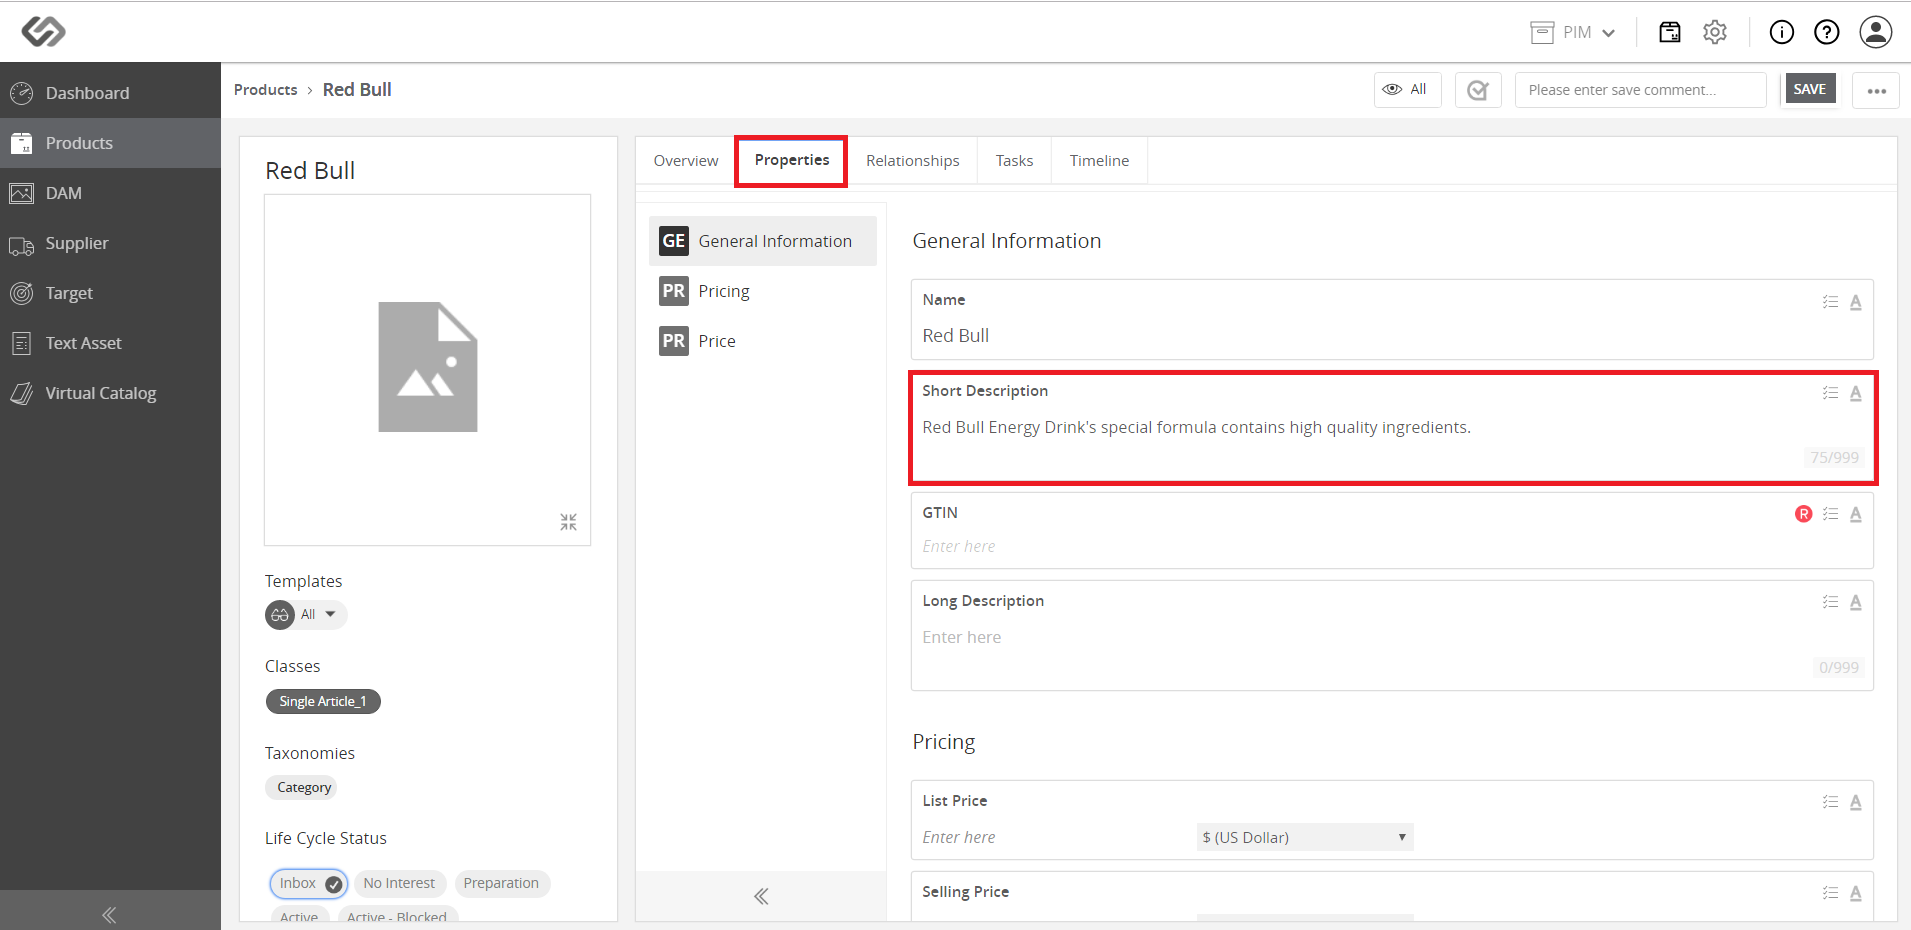 PIM
Dashboard
Products
DAM
Supplier
Target
Text Asset
Virtual Catalog
Products › Red Bull
All
Please enter save comment...
SAVE
Red Bull
Templates
All
Classes
Single Article_1
Taxonomies
Category
Life Cycle Status
Inbox
No Interest
Preparation
Active
Active - Blocked
Overview
Properties
Relationships
Tasks
Timeline
GE General Information
PR Pricing
PR Price
General Information
Name
A
Red Bull
Short Description
A
Red Bull Energy Drink's special formula contains high quality ingredients.
75/999
GTIN
R A
Enter here
Long Description
A
Enter here
0/999
Pricing
List Price
A
Enter here
$ (US Dollar)
Selling Price
A